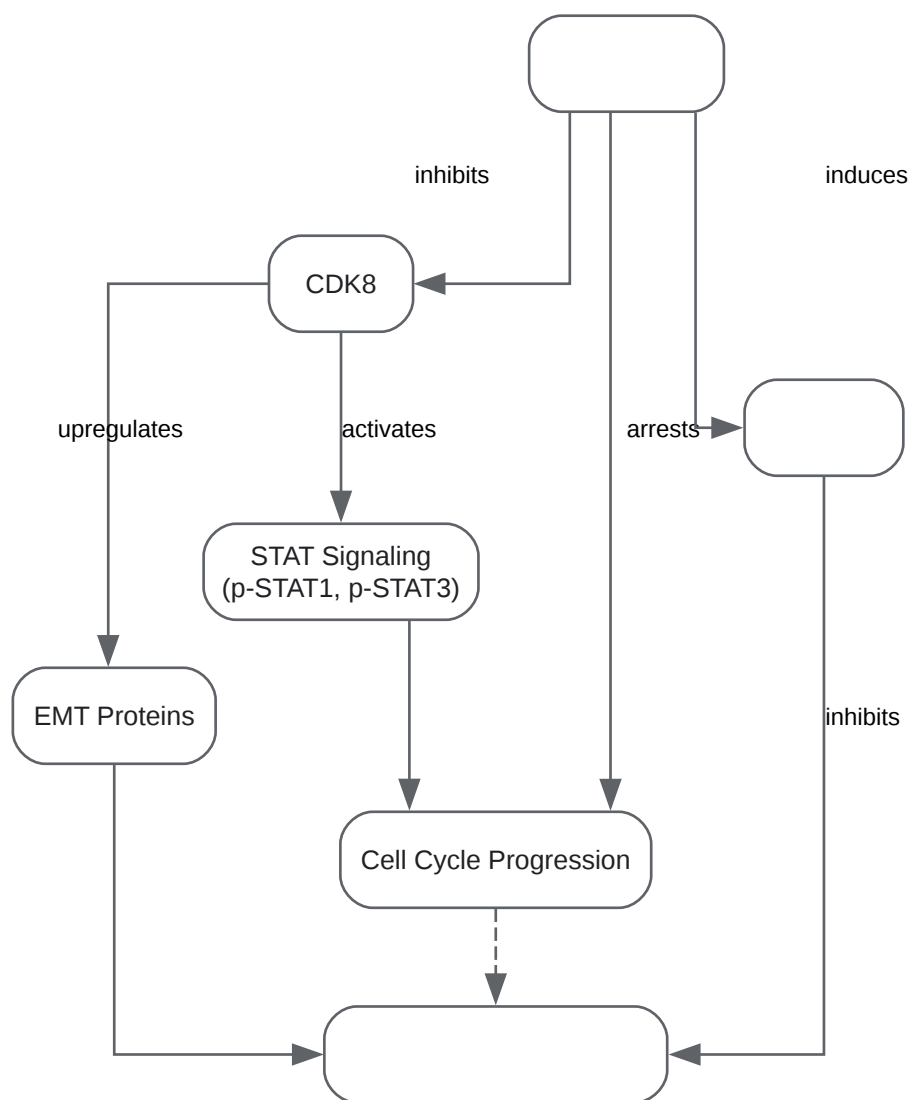 inhibits
induces
CDK8
upregulates
activates
arrests
STAT Signaling
(p-STAT1, p-STAT3)
EMT Proteins
inhibits
Cell Cycle Progression